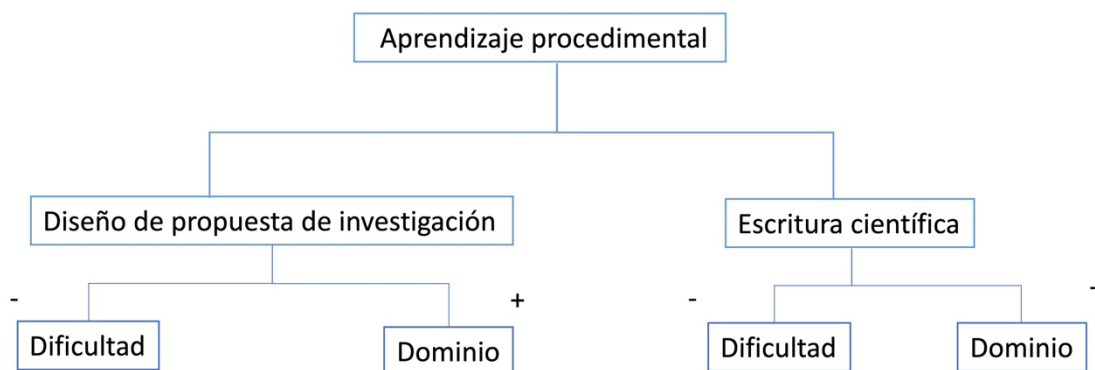 Aprendizaje procedimental
Diseño de propuesta de investigación
Escritura científica
- + -
Dificultad
Dominio
Dificultad
Dominio